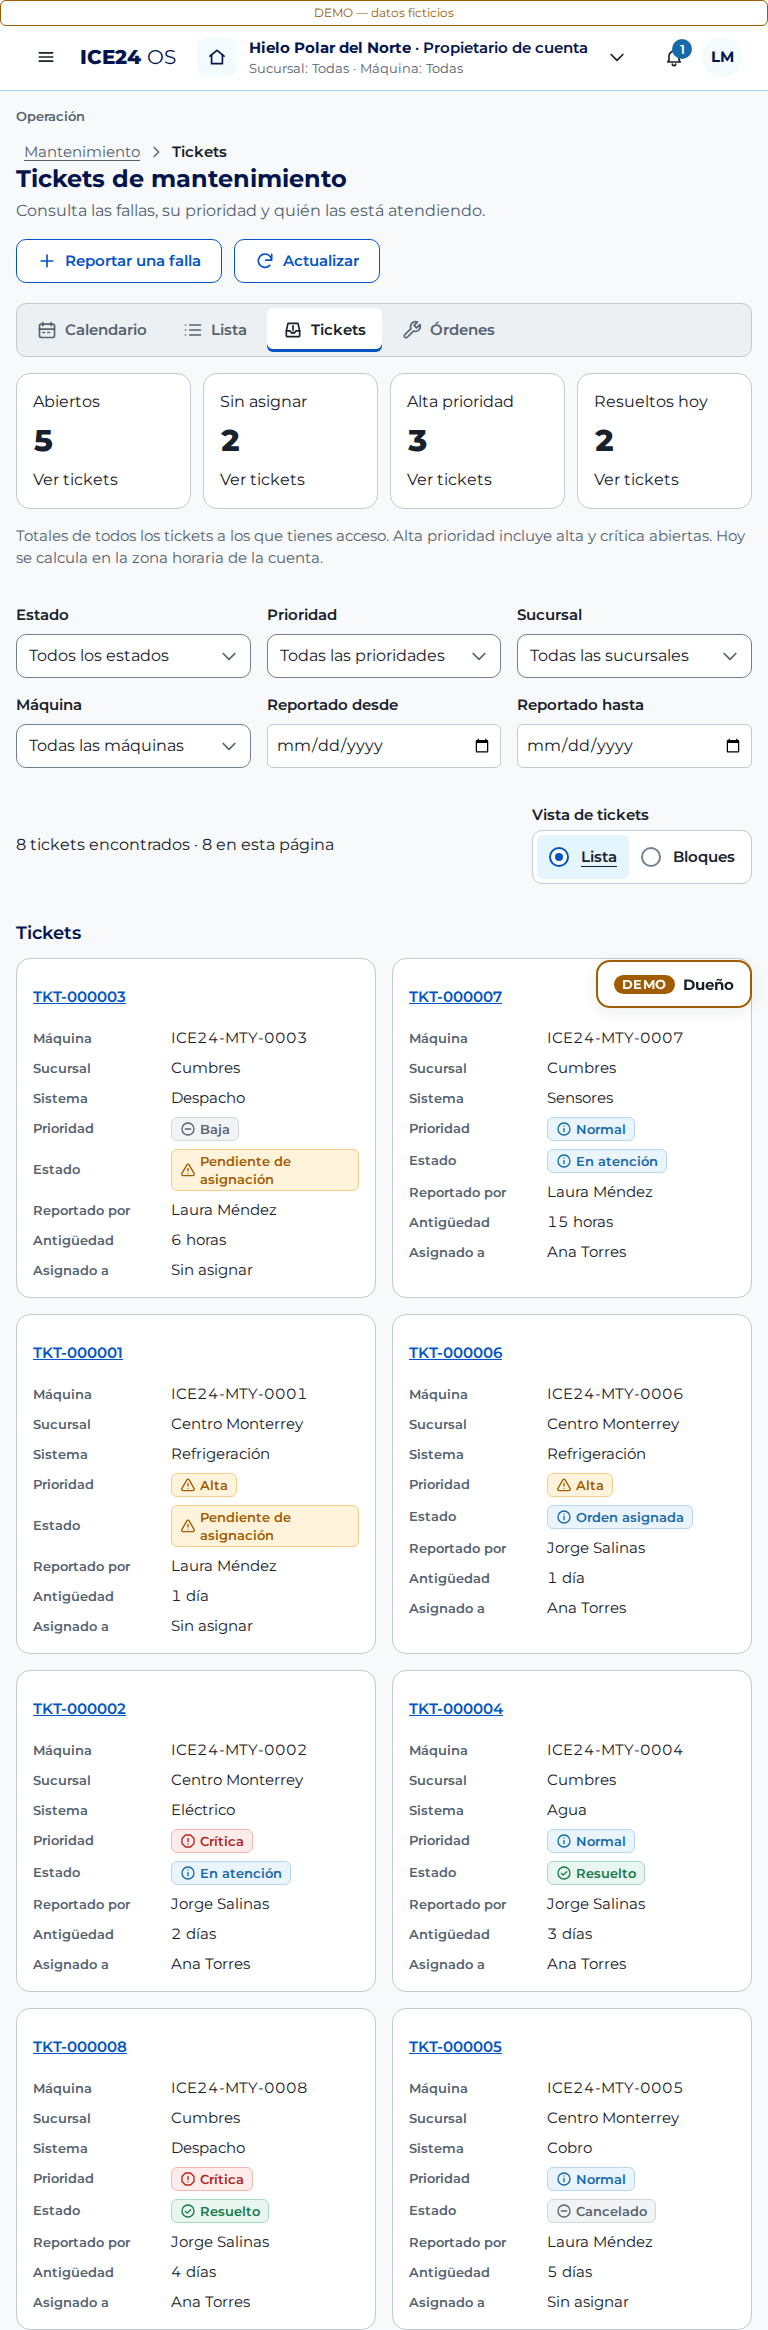 DEMO — datos ficticios
ICE24 OS
Hielo Polar del Norte · Propietario de cuenta
Sucursal: Todas · Máquina: Todas
1
LM
Operación
Mantenimiento > Tickets
Tickets de mantenimiento
Consulta las fallas, su prioridad y quién las está atendiendo.
Reportar una falla
Actualizar
Calendario
Lista
Tickets
Órdenes
Abiertos
5
Ver tickets
Sin asignar
2
Ver tickets
Alta prioridad
3
Ver tickets
Resueltos hoy
2
Ver tickets
Totales de todos los tickets a los que tienes acceso. Alta prioridad incluye alta y crítica abiertas. Hoy
se calcula en la zona horaria de la cuenta.
Estado
Todos los estados
Prioridad
Todas las prioridades
Sucursal
Todas las sucursales
Máquina
Todas las máquinas
Reportado desde
mm/dd/yyyy
Reportado hasta
mm/dd/yyyy
8 tickets encontrados · 8 en esta página
Vista de tickets
Lista
Bloques
Tickets
DEMO Dueño
TKT-000003
Máquina ICE24-MTY-0003
Sucursal Cumbres
Sistema Despacho
Prioridad Baja
Estado Pendiente de
asignación
Reportado por Laura Méndez
Antigüedad 6 horas
Asignado a Sin asignar
TKT-000007
Máquina ICE24-MTY-0007
Sucursal Cumbres
Sistema Sensores
Prioridad Normal
Estado En atención
Reportado por Laura Méndez
Antigüedad 15 horas
Asignado a Ana Torres
TKT-000001
Máquina ICE24-MTY-0001
Sucursal Centro Monterrey
Sistema Refrigeración
Prioridad Alta
Estado Pendiente de
asignación
Reportado por Laura Méndez
Antigüedad 1 día
Asignado a Sin asignar
TKT-000006
Máquina ICE24-MTY-0006
Sucursal Centro Monterrey
Sistema Refrigeración
Prioridad Alta
Estado Orden asignada
Reportado por Jorge Salinas
Antigüedad 1 día
Asignado a Ana Torres
TKT-000002
Máquina ICE24-MTY-0002
Sucursal Centro Monterrey
Sistema Eléctrico
Prioridad Crítica
Estado En atención
Reportado por Jorge Salinas
Antigüedad 2 días
Asignado a Ana Torres
TKT-000004
Máquina ICE24-MTY-0004
Sucursal Cumbres
Sistema Agua
Prioridad Normal
Estado Resuelto
Reportado por Jorge Salinas
Antigüedad 3 días
Asignado a Ana Torres
TKT-000008
Máquina ICE24-MTY-0008
Sucursal Cumbres
Sistema Despacho
Prioridad Crítica
Estado Resuelto
Reportado por Jorge Salinas
Antigüedad 4 días
Asignado a Ana Torres
TKT-000005
Máquina ICE24-MTY-0005
Sucursal Centro Monterrey
Sistema Cobro
Prioridad Normal
Estado Cancelado
Reportado por Laura Méndez
Antigüedad 5 días
Asignado a Sin asignar